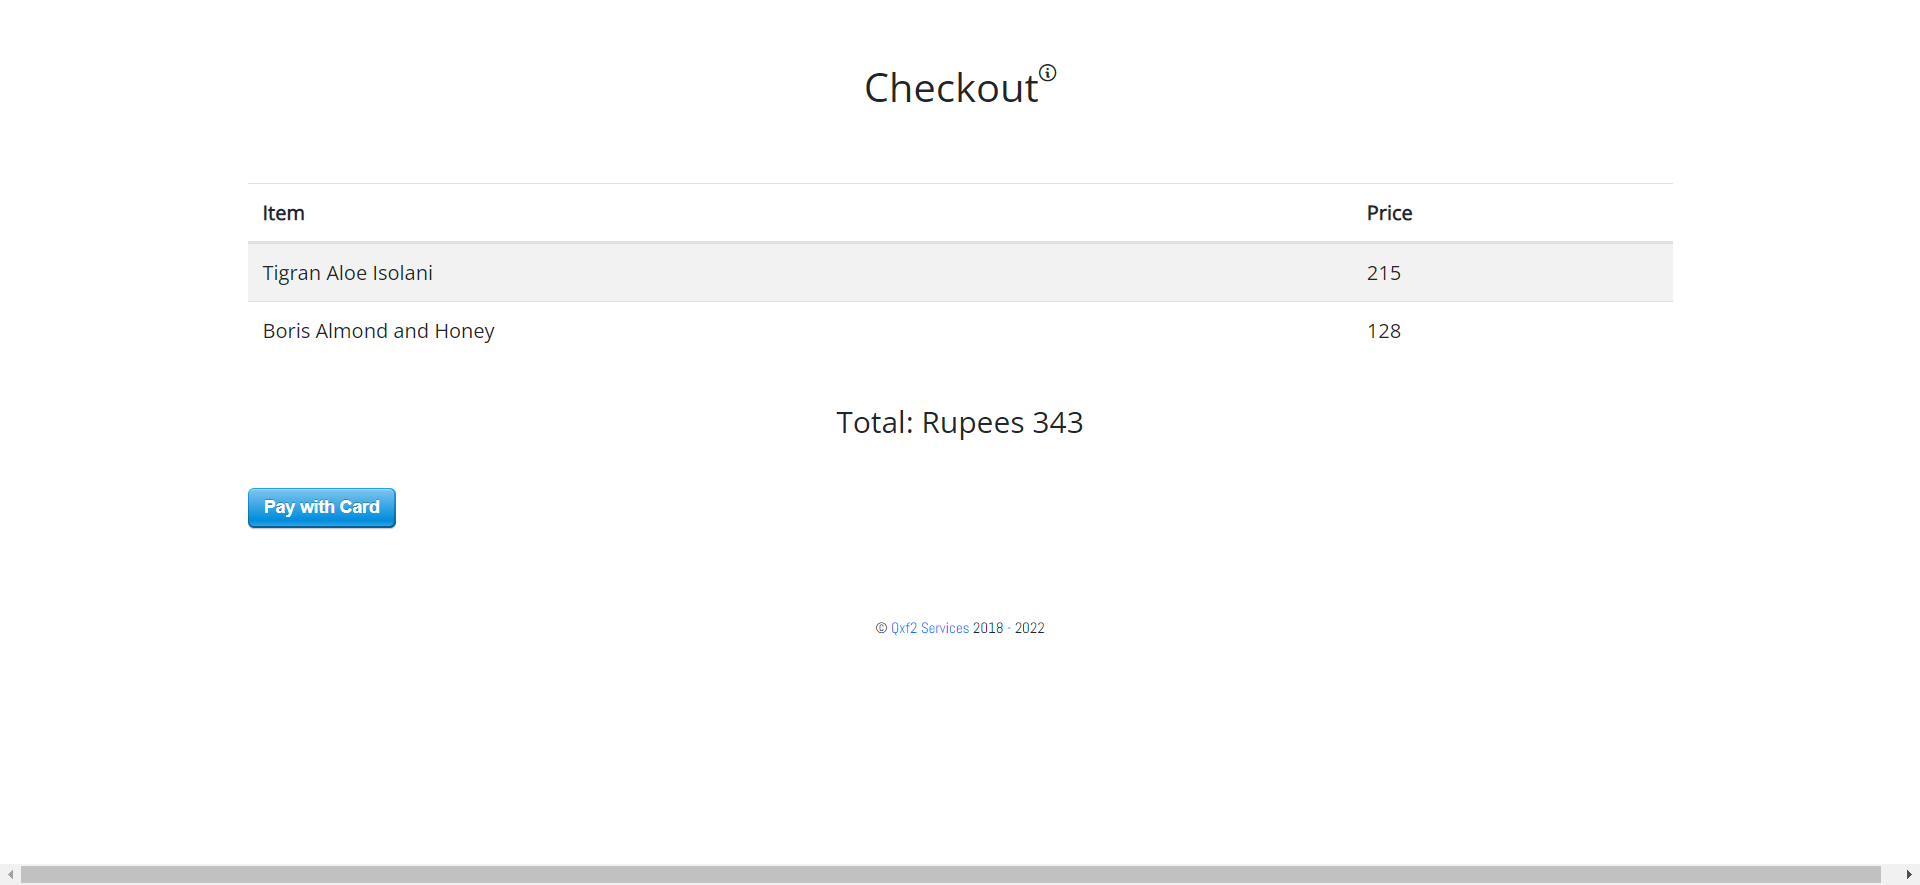 Checkout
Item Price
Tigran Aloe Isolani 215
Boris Almond and Honey 128
Total: Rupees 343
Pay with Card
© Qxf2 Services 2018 - 2022